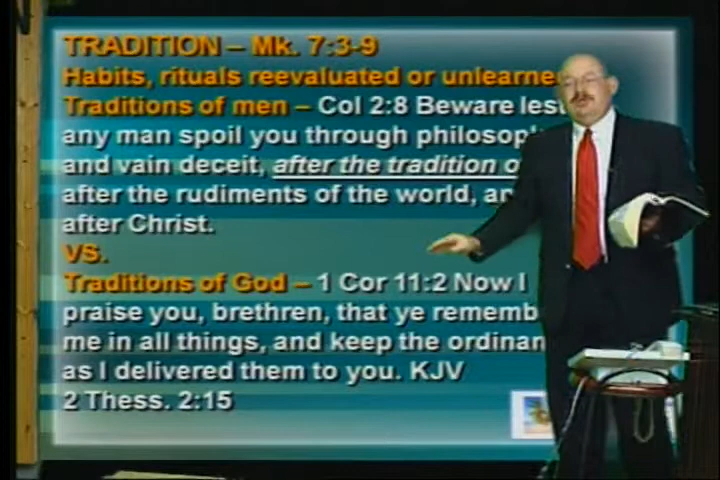 TRADITION – Mk. 7:3-9
Habits, rituals reevaluated or unlearne
Traditions of men – Col 2:8 Beware les
any man spoil you through philosop
and vain deceit, after the tradition o
after the rudiments of the world, an
after Christ.
VS.
Traditions of God – 1 Cor 11:2 Now I
praise you, brethren, that ye rememb
me in all things, and keep the ordinan
as I delivered them to you. KJV
2 Thess. 2:15